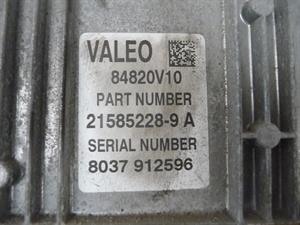 VALEO
84820V10
PART NUMBER
21585228-9 A
SERIAL NUMBER
8037 912596